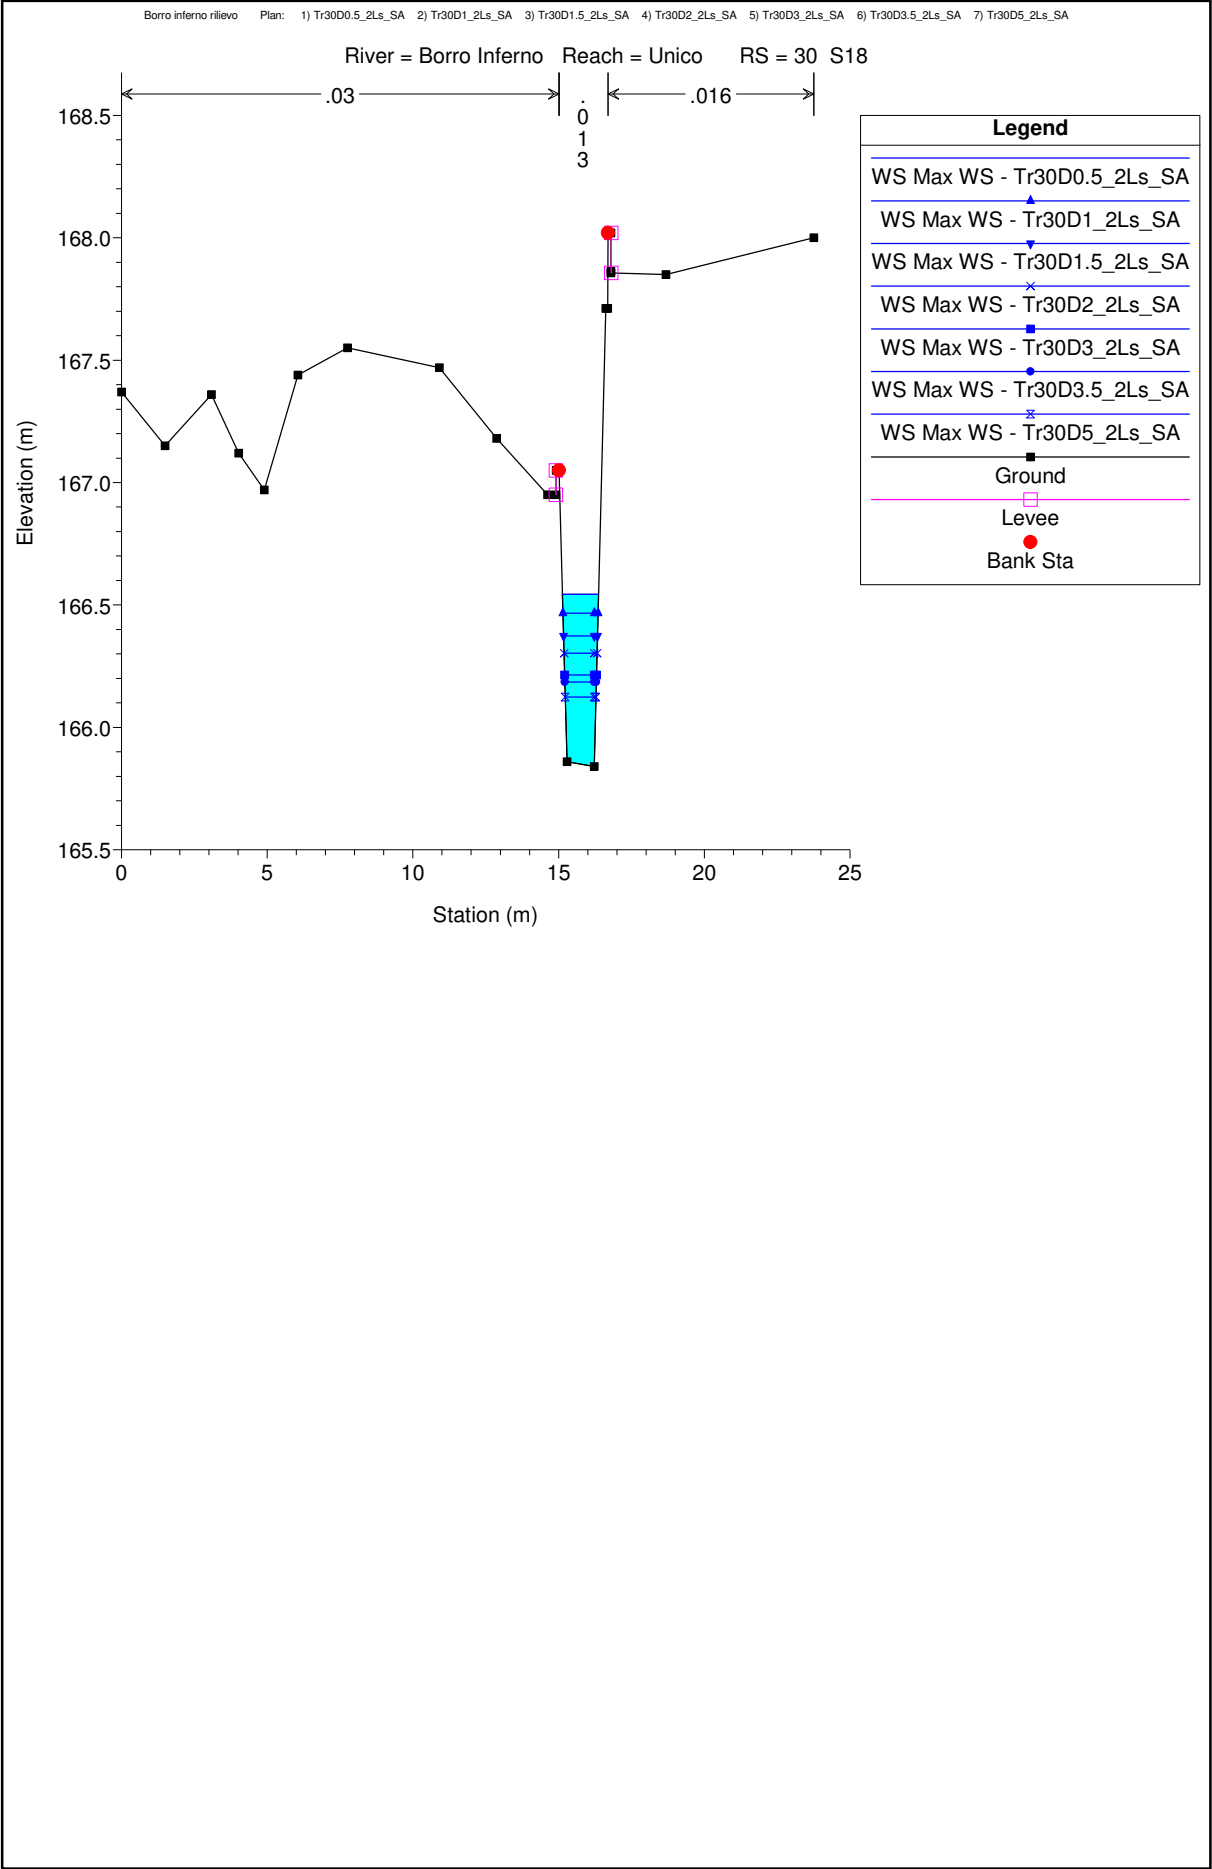 Borro inferno rilievo Plan: 1) Tr30D0.5_2Ls_SA 2) Tr30D1_2Ls_SA 3) Tr30D1.5_2Ls_SA 4) Tr30D2_2Ls_SA 5) Tr30D3_2Ls_SA 6) Tr30D3.5_2Ls_SA 7) Tr30D5_2Ls_SA
River = Borro Inferno Reach = Unico RS = 30 S18
.03
.013
.016
168.5
168.0
167.5
167.0
166.5
166.0
165.5
Elevation (m)
0 5 10 15 20 25
Station (m)
Legend
WS Max WS - Tr30D0.5_2Ls_SA
WS Max WS - Tr30D1_2Ls_SA
WS Max WS - Tr30D1.5_2Ls_SA
WS Max WS - Tr30D2_2Ls_SA
WS Max WS - Tr30D3_2Ls_SA
WS Max WS - Tr30D3.5_2Ls_SA
WS Max WS - Tr30D5_2Ls_SA
Ground
Levee
Bank Sta